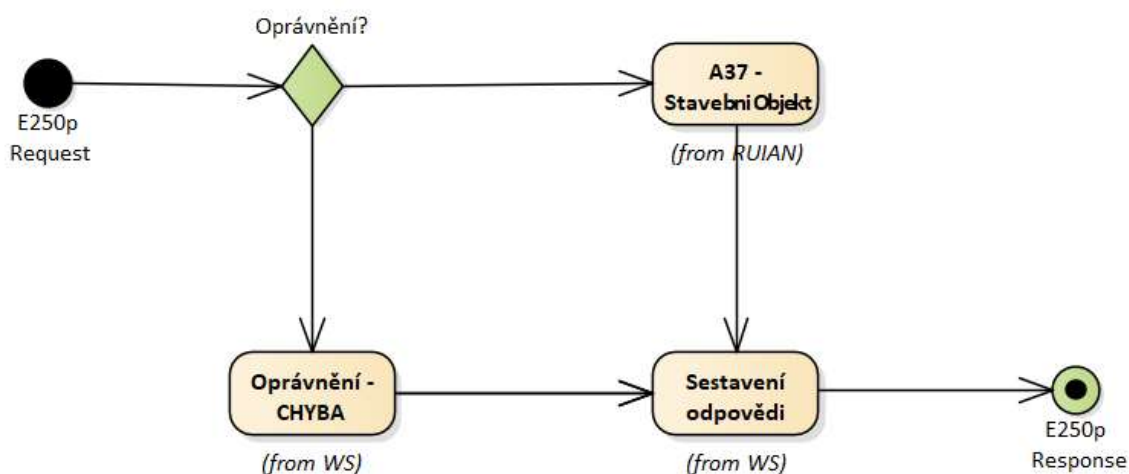 Oprávnění?
E250p
Request
A37 -
StavebniObjekt
(from RUIAN)
Oprávnění -
CHYBA
(from WS)
Sestavení
odpovědi
(from WS)
E250p
Response